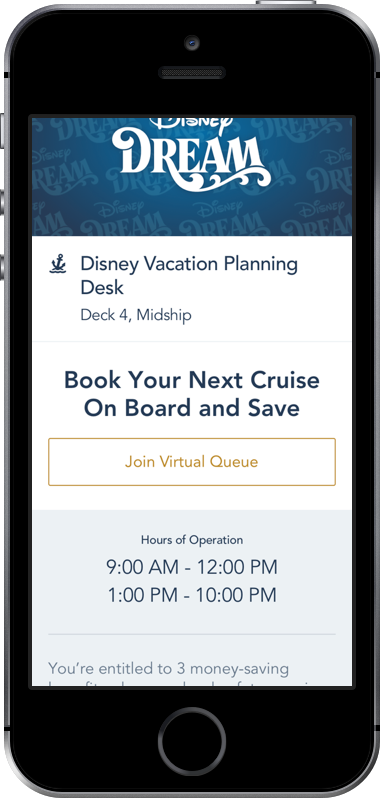 Disney
DREAM
Disney Vacation Planning
Desk
Deck 4, Midship
Book Your Next Cruise
On Board and Save
Join Virtual Queue
Hours of Operation
9:00 AM - 12:00 PM
1:00 PM - 10:00 PM
You’re entitled to 3 money-saving